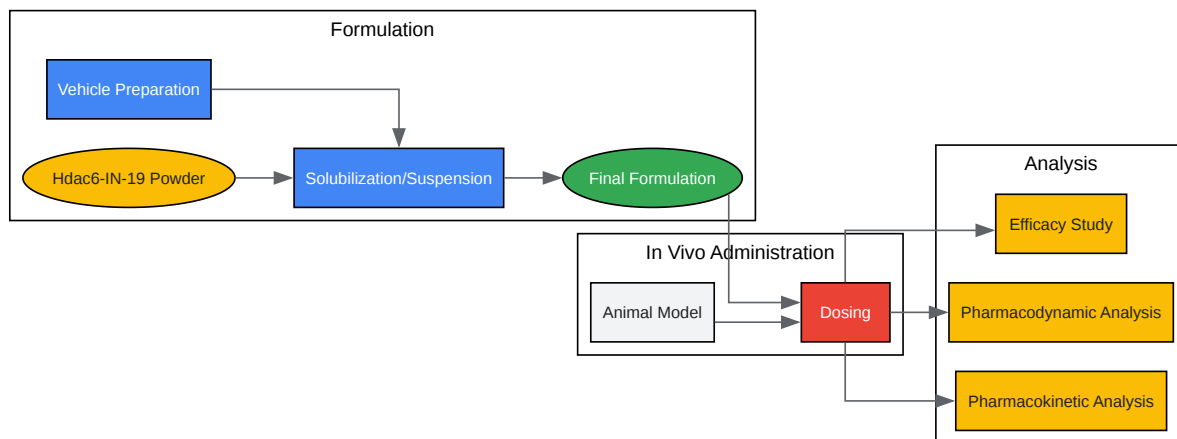 Formulation
Vehicle Preparation
Hdac6-IN-19 Powder
Solubilization/Suspension
Final Formulation
In Vivo Administration
Animal Model
Dosing
Analysis
Efficacy Study
Pharmacodynamic Analysis
Pharmacokinetic Analysis